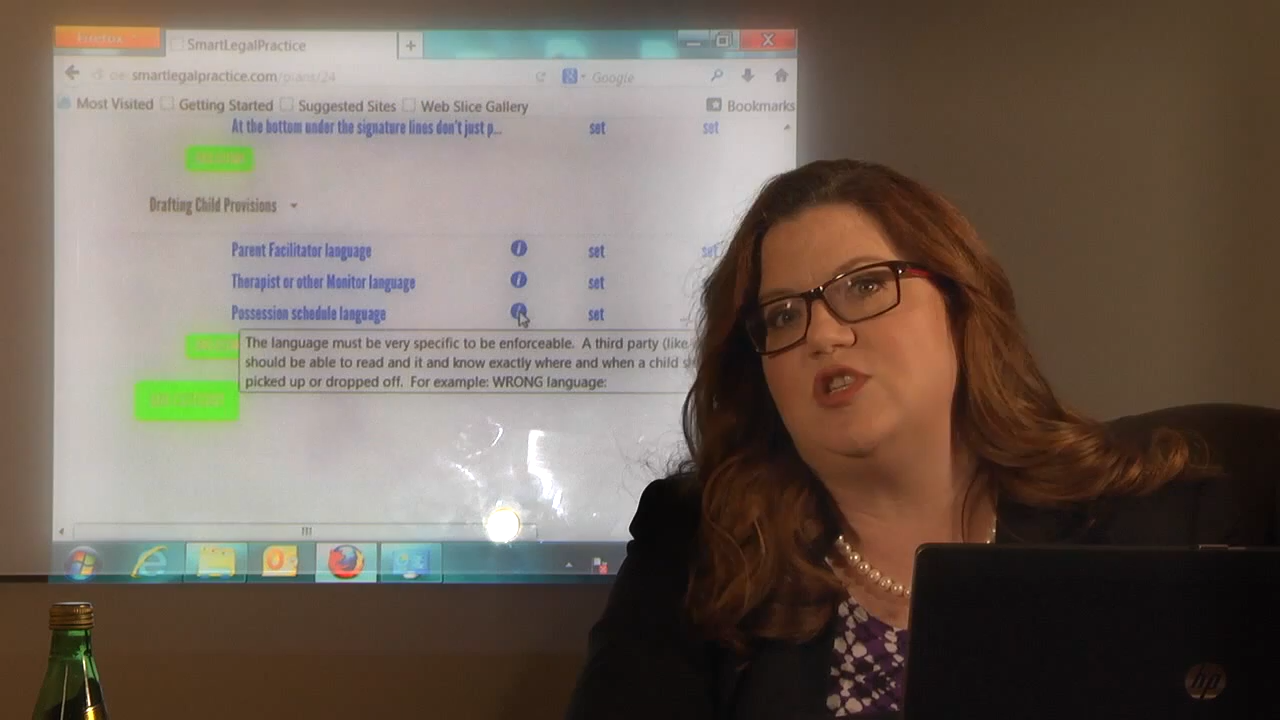 Firefox
SmartLegalPractice
+
smartlegalpractice.com/plans/24
Google
Most Visited
Getting Started
Suggested Sites
Web Slice Gallery
Bookmarks
At the bottom under the signature lines don't just p... set set
Drafting Child Provisions
Parent Facilitator language i set set
Therapist or other Monitor language i set
Possession schedule language set
The language must be very specific to be enforceable. A third party (like
should be able to read and it and know exactly where and when a child
picked up or dropped off. For example: WRONG language:
hp